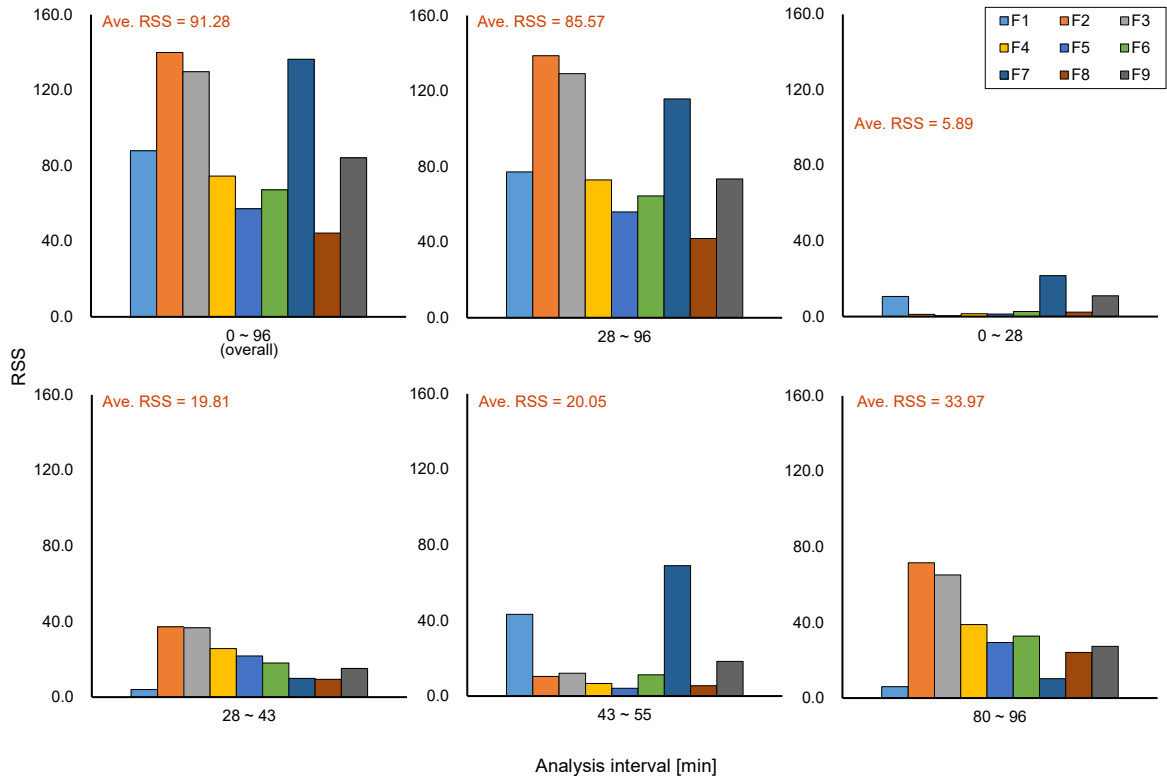 Ave. RSS = 91.28
160.0
120.0
80.0
40.0
0.0
0 ~ 96
(overall)
Ave. RSS = 85.57
160.0
120.0
80.0
40.0
0.0
28 ~ 96
Ave. RSS = 5.89
160.0
120.0
80.0
40.0
0.0
0 ~ 28
F1 F2 F3
F4 F5 F6
F7 F8 F9
RSS
Ave. RSS = 19.81
160.0
120.0
80.0
40.0
0.0
28 ~ 43
Ave. RSS = 20.05
160.0
120.0
80.0
40.0
0.0
43 ~ 55
Ave. RSS = 33.97
160.0
120.0
80.0
40.0
0.0
80 ~ 96
Analysis interval [min]